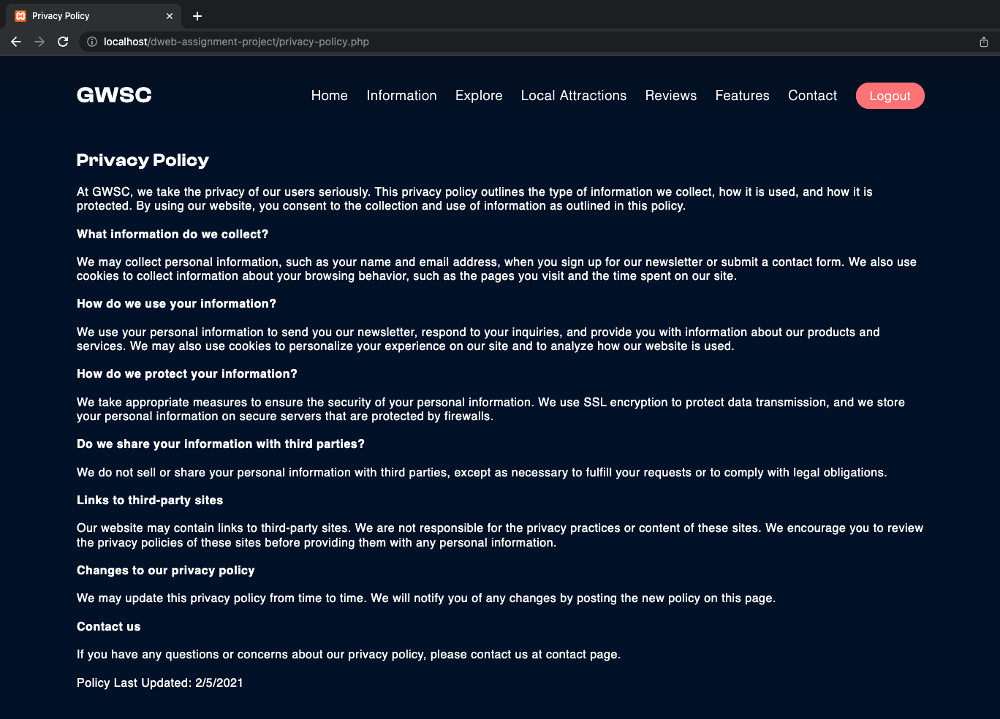 Privacy Policy
localhost/dweb-assignment-project/privacy-policy.php
GWSC
Home Information Explore Local Attractions Reviews Features Contact Logout
Privacy Policy
At GWSC, we take the privacy of our users seriously. This privacy policy outlines the type of information we collect, how it is used, and how it is
protected. By using our website, you consent to the collection and use of information as outlined in this policy.
What information do we collect?
We may collect personal information, such as your name and email address, when you sign up for our newsletter or submit a contact form. We also use
cookies to collect information about your browsing behavior, such as the pages you visit and the time spent on our site.
How do we use your information?
We use your personal information to send you our newsletter, respond to your inquiries, and provide you with information about our products and
services. We may also use cookies to personalize your experience on our site and to analyze how our website is used.
How do we protect your information?
We take appropriate measures to ensure the security of your personal information. We use SSL encryption to protect data transmission, and we store
your personal information on secure servers that are protected by firewalls.
Do we share your information with third parties?
We do not sell or share your personal information with third parties, except as necessary to fulfill your requests or to comply with legal obligations.
Links to third-party sites
Our website may contain links to third-party sites. We are not responsible for the privacy practices or content of these sites. We encourage you to review
the privacy policies of these sites before providing them with any personal information.
Changes to our privacy policy
We may update this privacy policy from time to time. We will notify you of any changes by posting the new policy on this page.
Contact us
If you have any questions or concerns about our privacy policy, please contact us at contact page.
Policy Last Updated: 2/5/2021